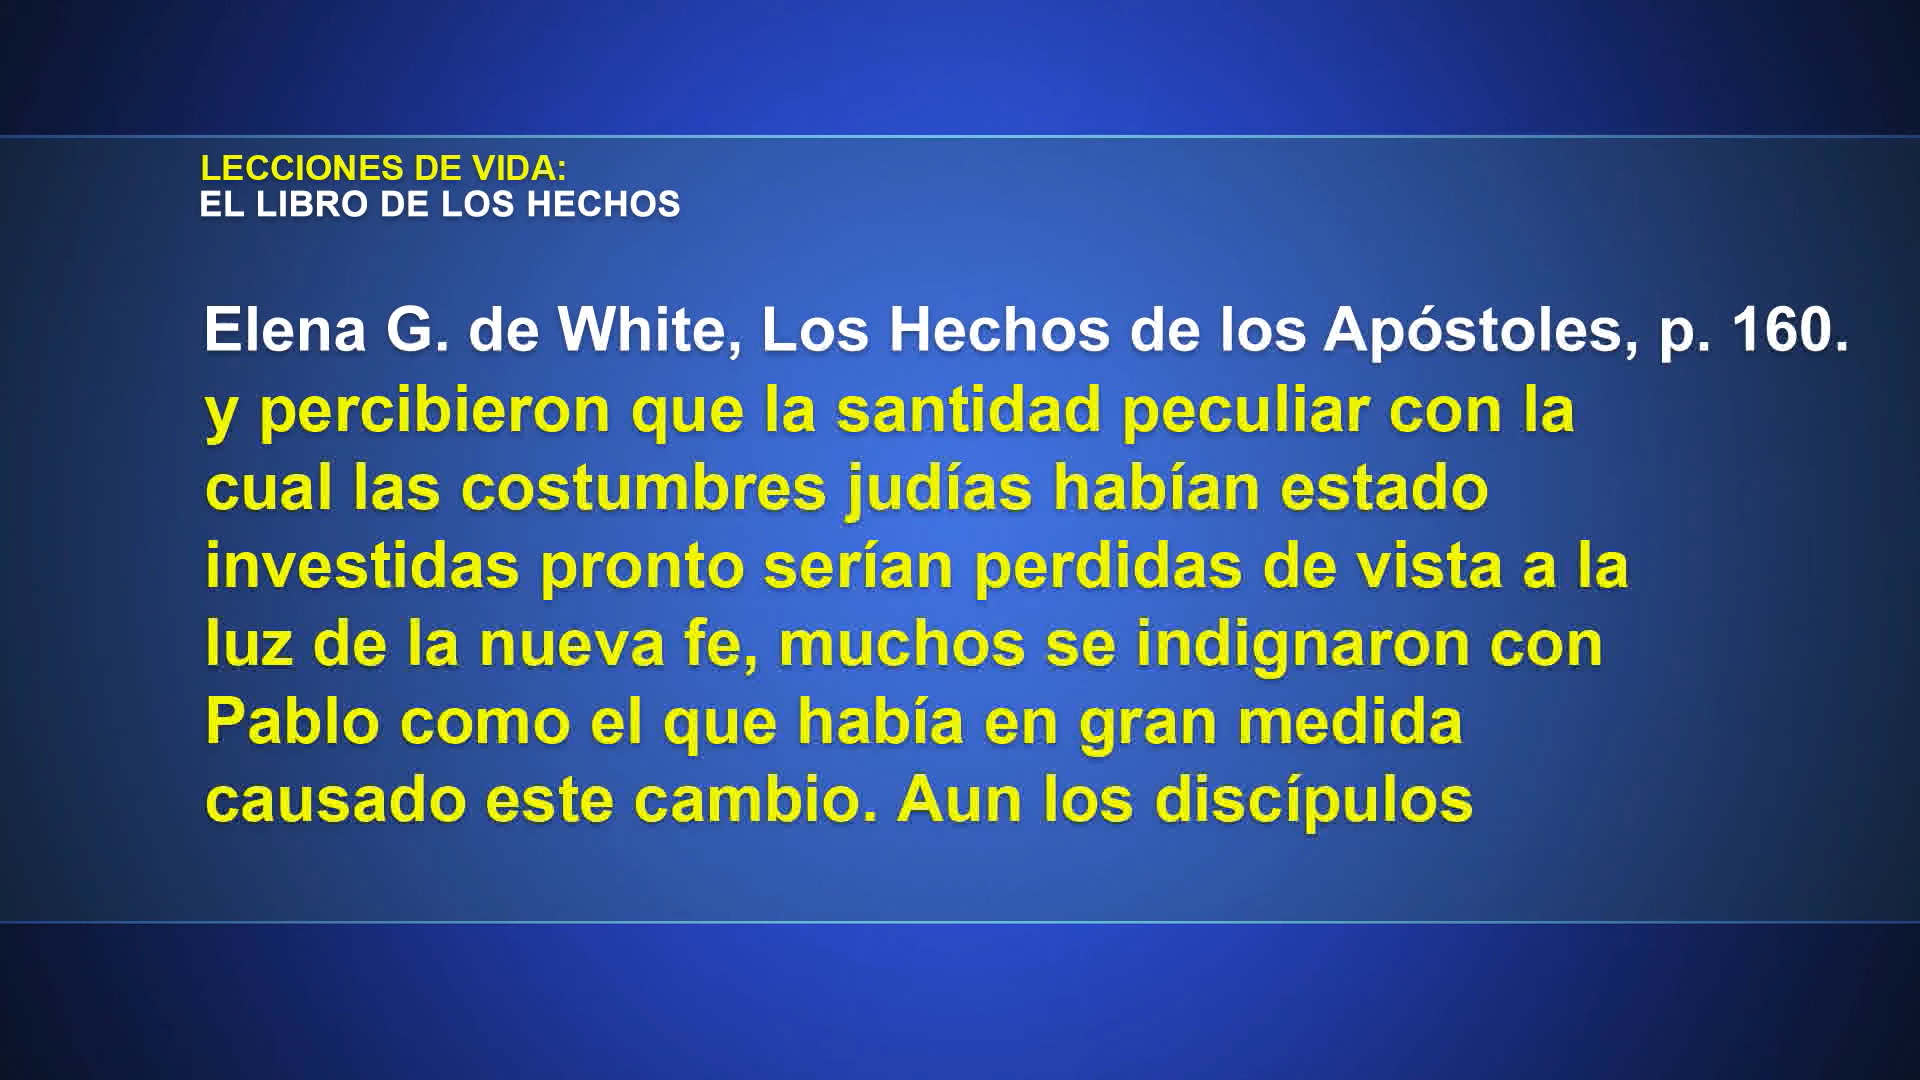 LECCIONES DE VIDA:
EL LIBRO DE LOS HECHOS
Elena G. de White, Los Hechos de los Apóstoles, p. 160.
y percibieron que la santidad peculiar con la
cual las costumbres judías habían estado
investidas pronto serían perdidas de vista a la
luz de la nueva fe, muchos se indignaron con
Pablo como el que había en gran medida
causado este cambio. Aun los discípulos